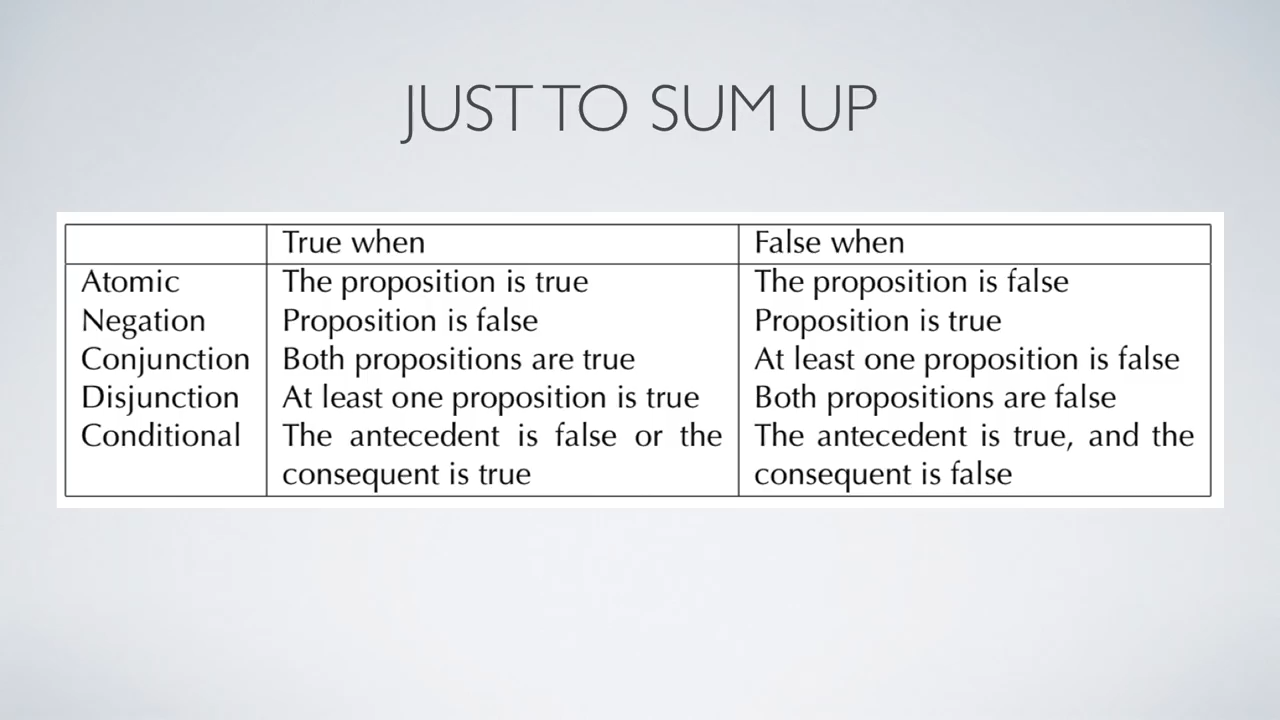 JUST TO SUM UP
True when False when
Atomic The proposition is true The proposition is false
Negation Proposition is false Proposition is true
Conjunction Both propositions are true At least one proposition is false
Disjunction At least one proposition is true Both propositions are false
Conditional The antecedent is false or the The antecedent is true, and the
consequent is true consequent is false